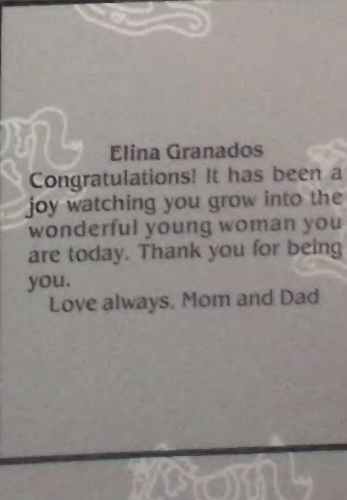 Elina Granados
Congratulations! It has been a
joy watching you grow into the
wonderful young woman you
are today. Thank you for being
you.
Love always, Mom and Dad